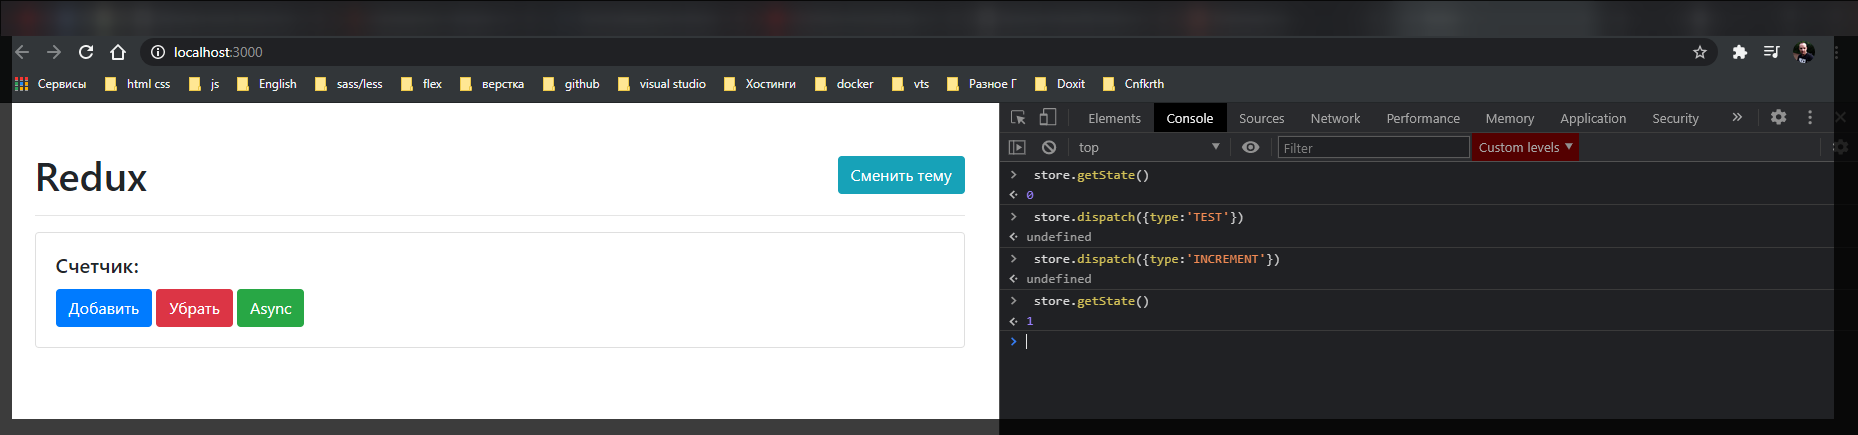 localhost:3000
Сервисы html css js English sass/less flex верстка github visual studio Хостинги docker vts Разное Г Doxit Cnfkrth
Redux
Сменить тему
Счетчик:
Добавить Убрать Async
Elements Console Sources Network Performance Memory Application Security »
top Filter Custom levels
> store.getState()
<· 0
> store.dispatch({type:'TEST'})
<· undefined
> store.dispatch({type:'INCREMENT'})
<· undefined
> store.getState()
<· 1
>